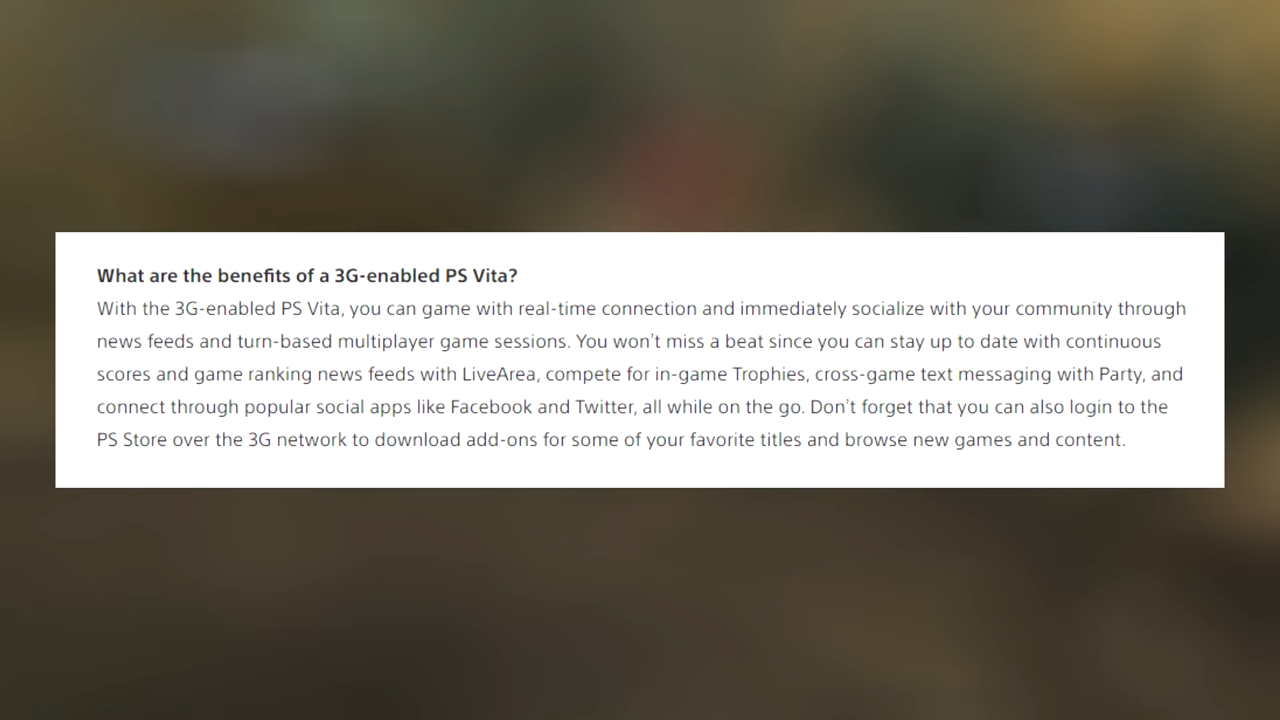 What are the benefits of a 3G-enabled PS Vita?
With the 3G-enabled PS Vita, you can game with real-time connection and immediately socialize with your community through
news feeds and turn-based multiplayer game sessions. You won't miss a beat since you can stay up to date with continuous
scores and game ranking news feeds with LiveArea, compete for in-game Trophies, cross-game text messaging with Party, and
connect through popular social apps like Facebook and Twitter, all while on the go. Don't forget that you can also login to the
PS Store over the 3G network to download add-ons for some of your favorite titles and browse new games and content.